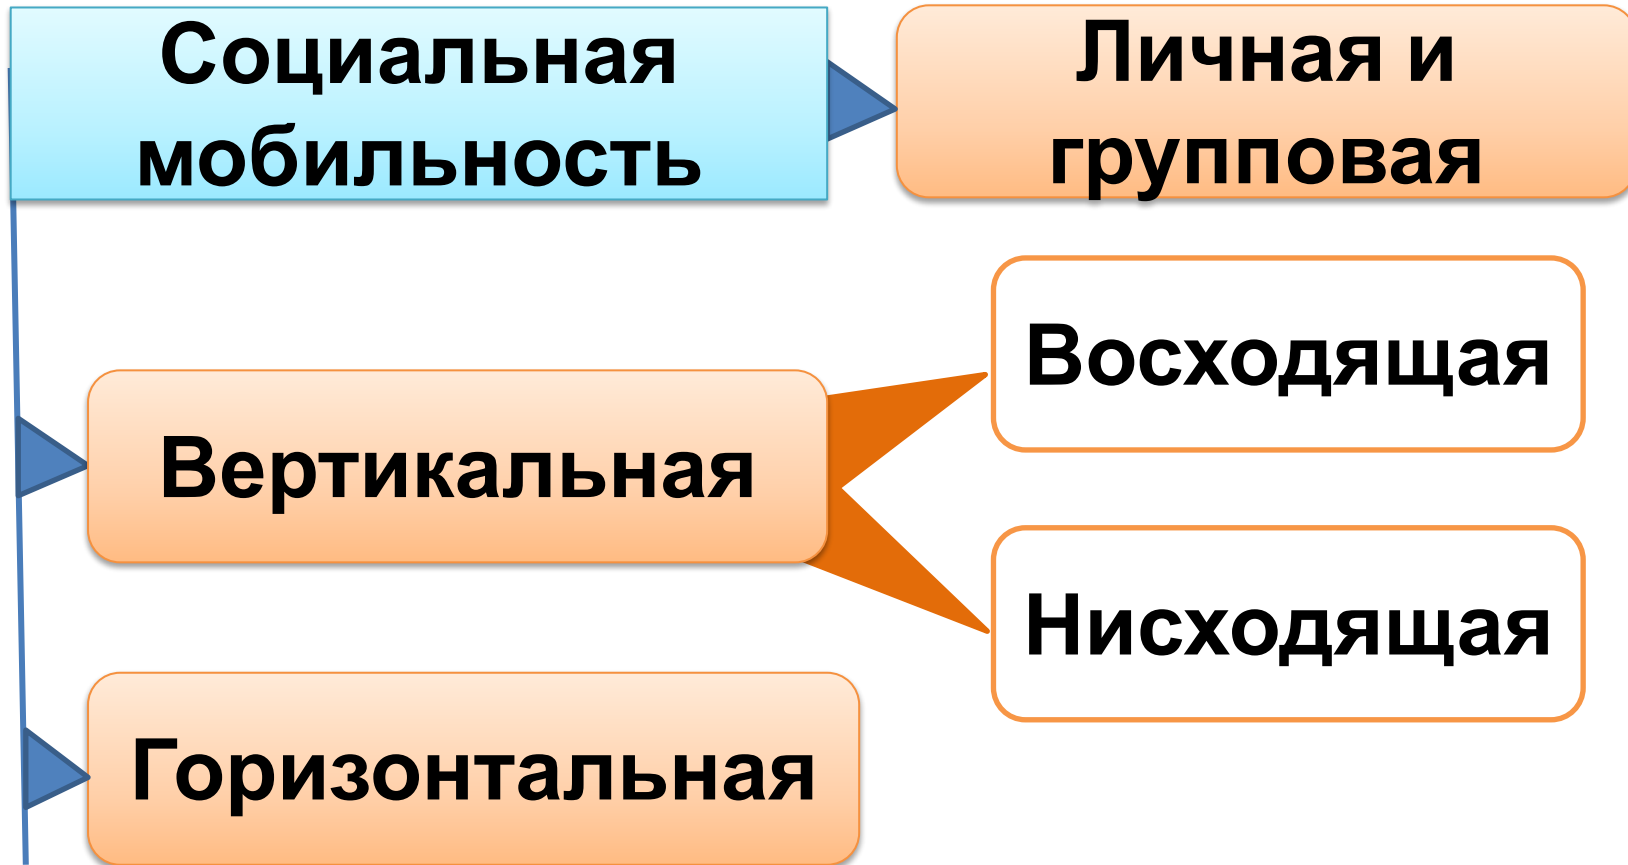 Социальная
мобильность
Личная и
групповая
Вертикальная
Восходящая
Нисходящая
Горизонтальная